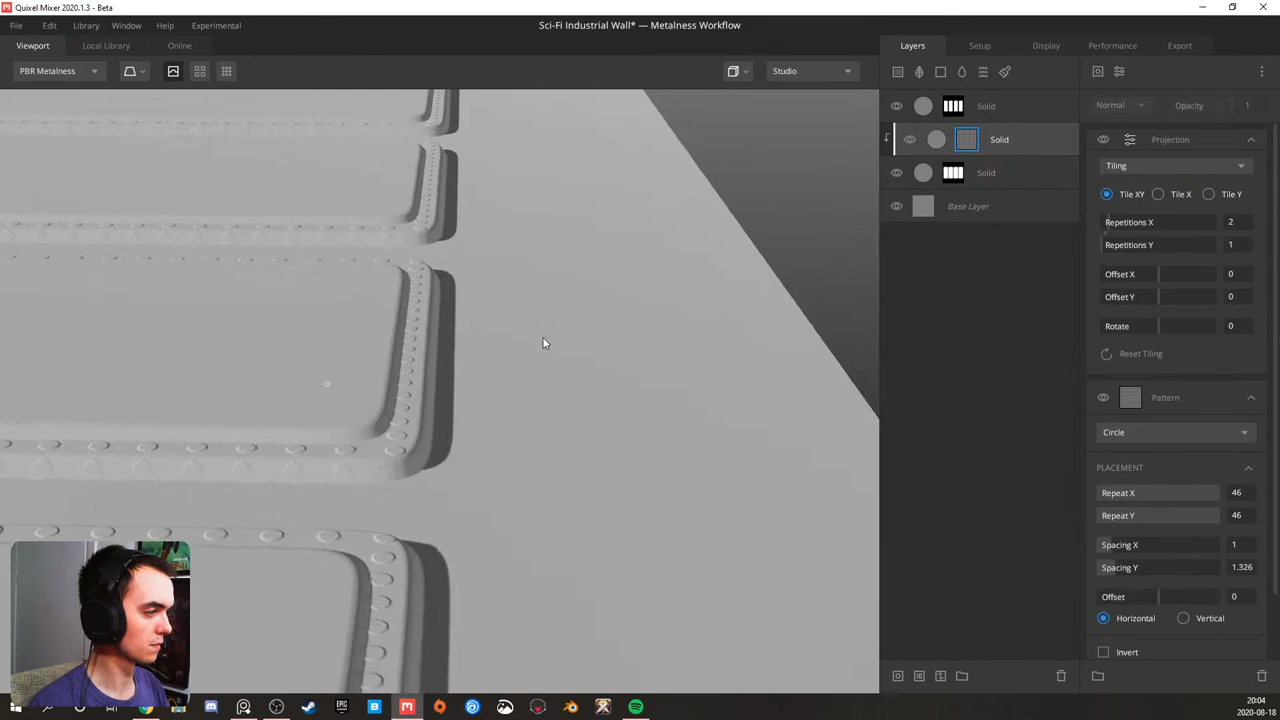 Quixel Mixer 2020.1.3 - Beta
File Edit Library Window Help Experimental
Sci-Fi Industrial Wall* — Metalness Workflow
Viewport Local Library Online
Layers Setup Display Performance Export
PBR Metalness
Studio
Normal Opacity 1
Solid
Solid
Solid
Base Layer
Projection
Tiling
Tile XY Tile X Tile Y
Repetitions X 2
Repetitions Y 1
Offset X 0
Offset Y 0
Rotate 0
Reset Tiling
Pattern
Circle
PLACEMENT
Repeat X 46
Repeat Y 46
Spacing X 1
Spacing Y 1.326
Offset 0
Horizontal Vertical
Invert
EPIC
20:04
2020-08-18